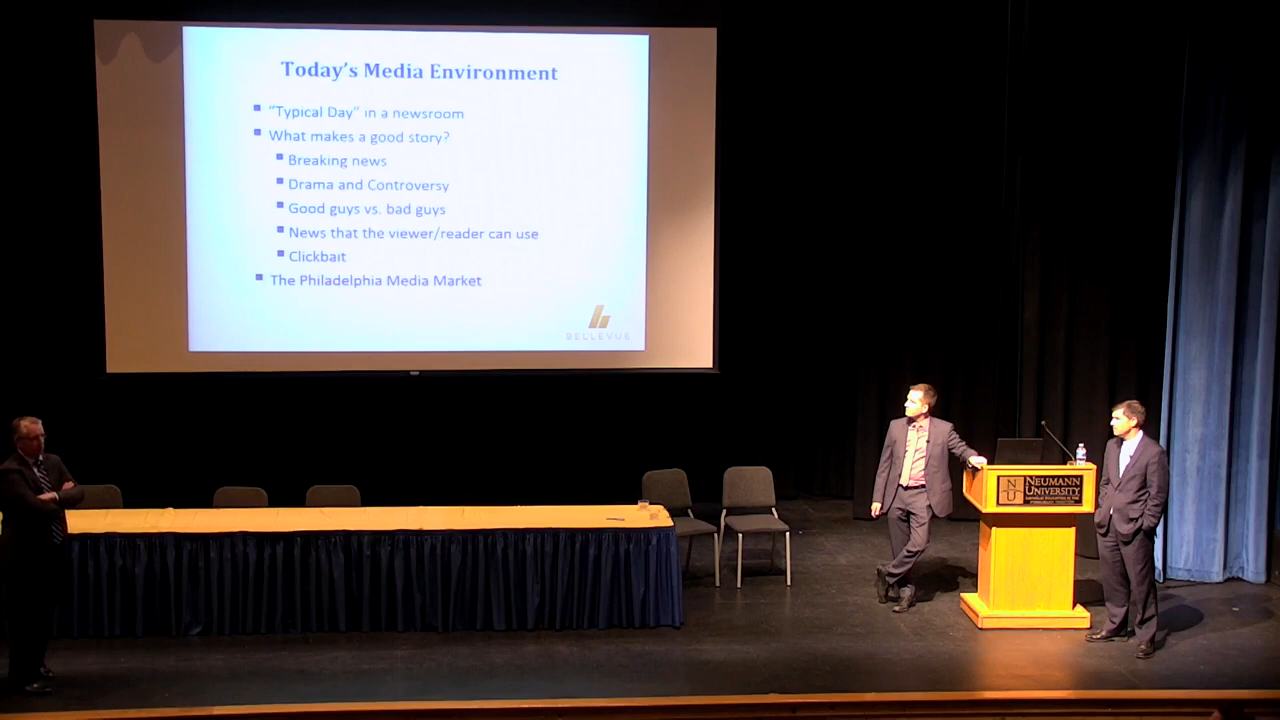 Today's Media Environment
"Typical Day" in a newsroom
What makes a good story?
Breaking news
Drama and Controversy
Good guys vs. bad guys
News that the viewer/reader can use
Clickbait
The Philadelphia Media Market
BELLEVUE
N
U
NEUMANN
UNIVERSITY